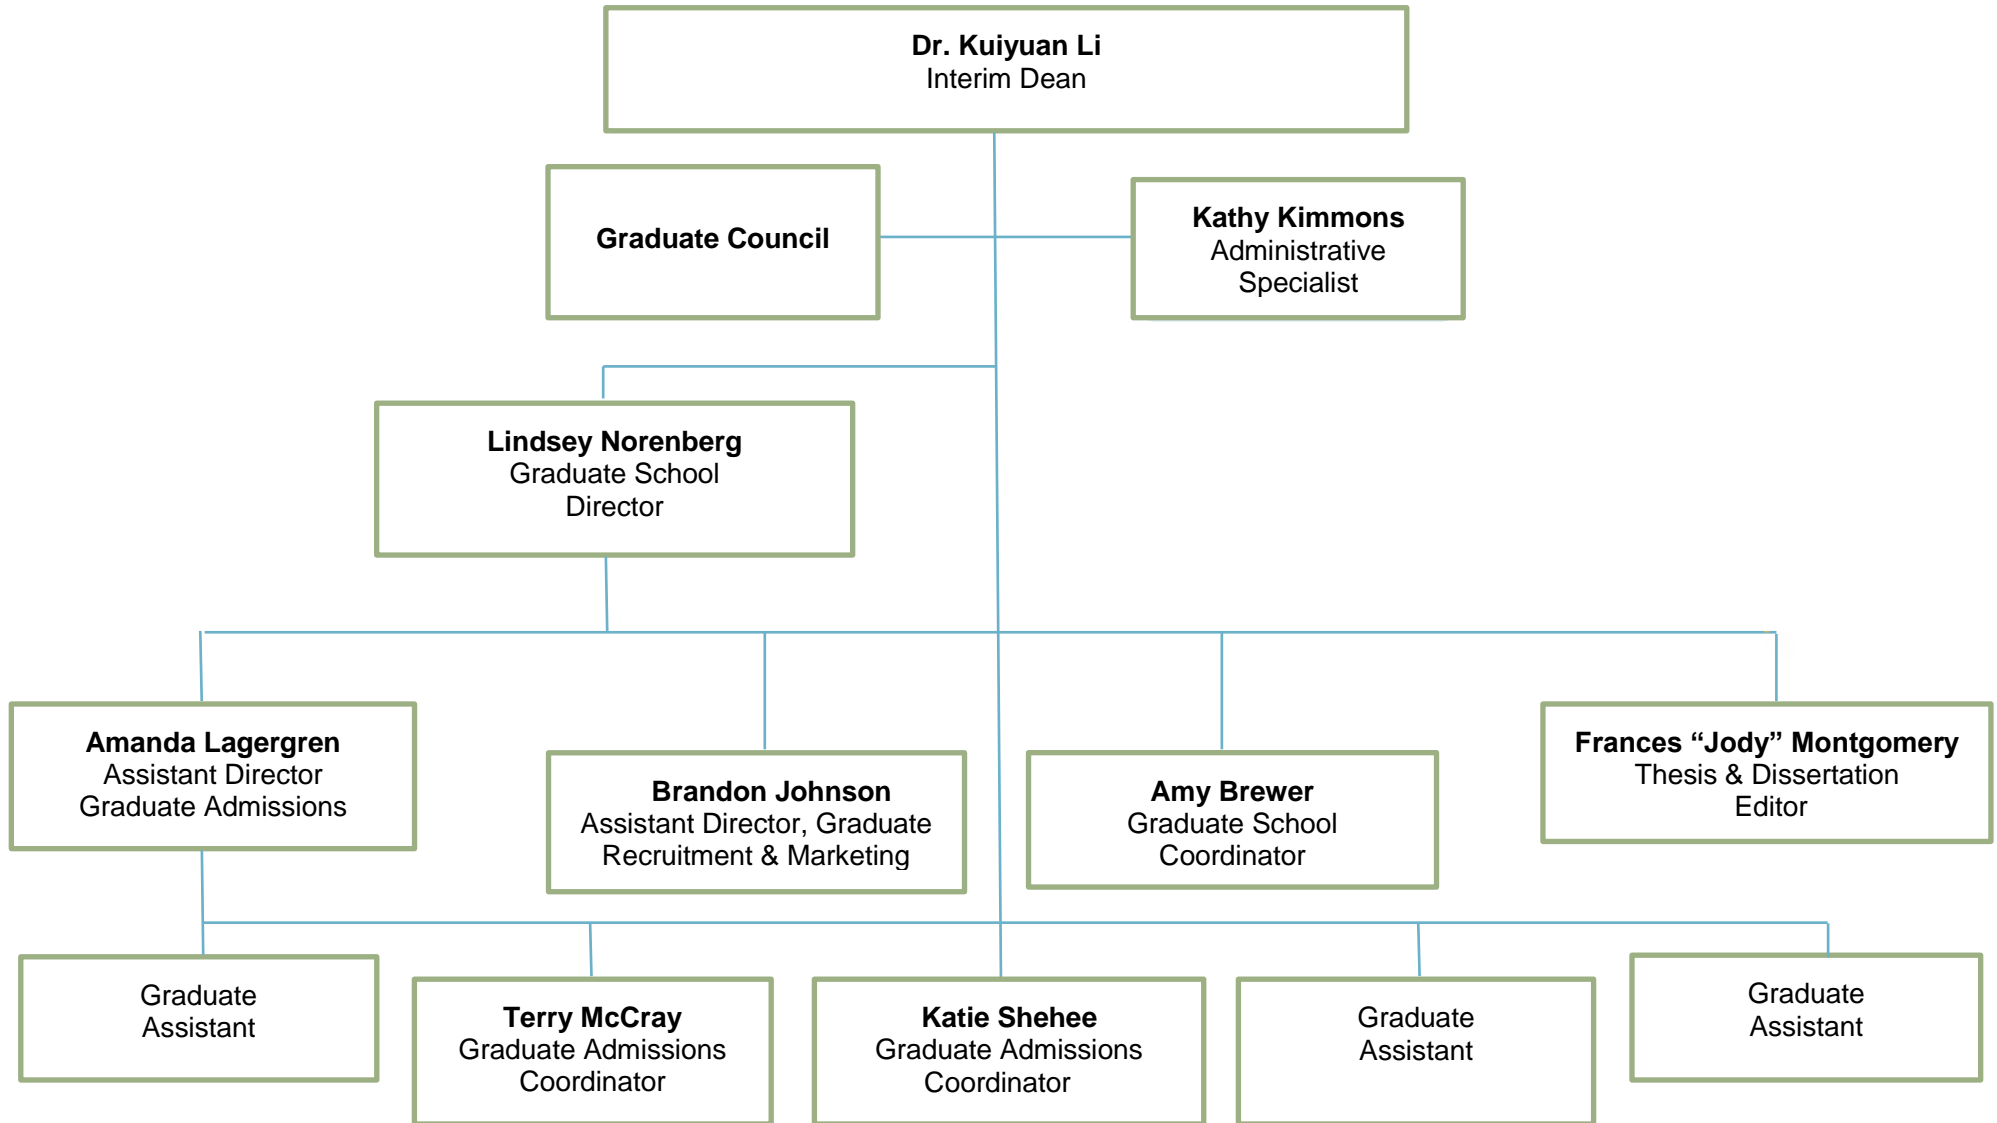 Dr. Kuiyuan Li
Interim Dean
Graduate Council
Kathy Kimmons
Administrative
Specialist
Lindsey Norenberg
Graduate School
Director
Amanda Lagergren
Assistant Director
Graduate Admissions
Brandon Johnson
Assistant Director, Graduate
Recruitment & Marketing
Amy Brewer
Graduate School
Coordinator
Frances “Jody” Montgomery
Thesis & Dissertation
Editor
Graduate
Assistant
Terry McCray
Graduate Admissions
Coordinator
Katie Shehee
Graduate Admissions
Coordinator
Graduate
Assistant
Graduate
Assistant